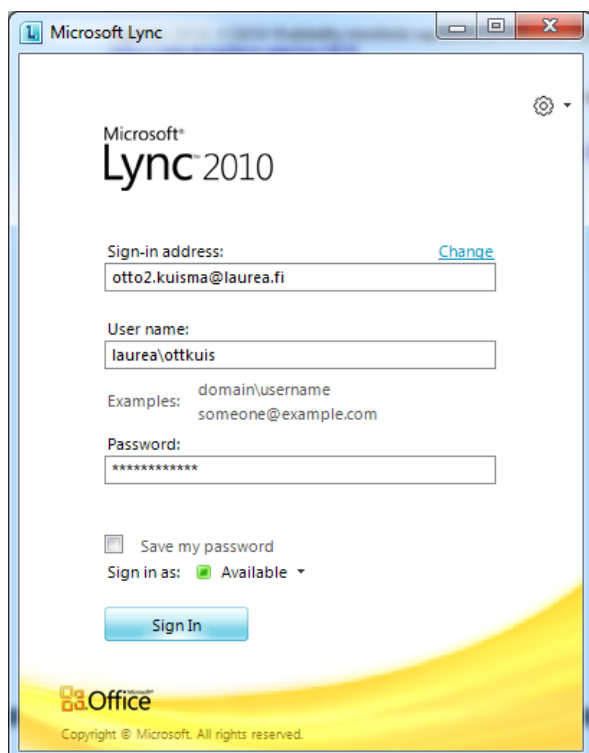 Microsoft Lync
Microsoft®
Lync™ 2010
Sign-in address: Change
otto2.kuisma@laurea.fi
User name:
laurea\ottkuis
Examples: domain\username
someone@example.com
Password:
************
Save my password
Sign in as: Available
Sign In
Microsoft®
Office
Copyright © Microsoft. All rights reserved.